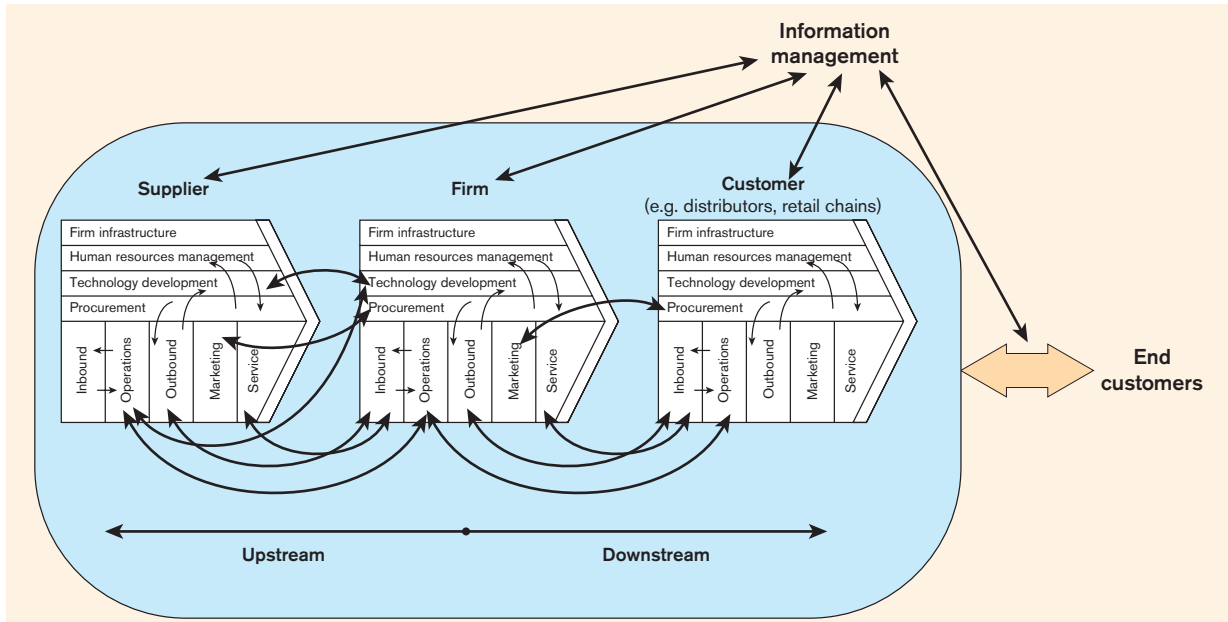 Information
management
Supplier
Firm
Customer
(e.g. distributors, retail chains)
Firm infrastructure
Human resources management
Technology development
Procurement
Inbound
Operations
Outbound
Marketing
Service
Firm infrastructure
Human resources management
Technology development
Procurement
Inbound
Operations
Outbound
Marketing
Service
Firm infrastructure
Human resources management
Technology development
Procurement
Inbound
Operations
Outbound
Marketing
Service
End
customers
Upstream
Downstream